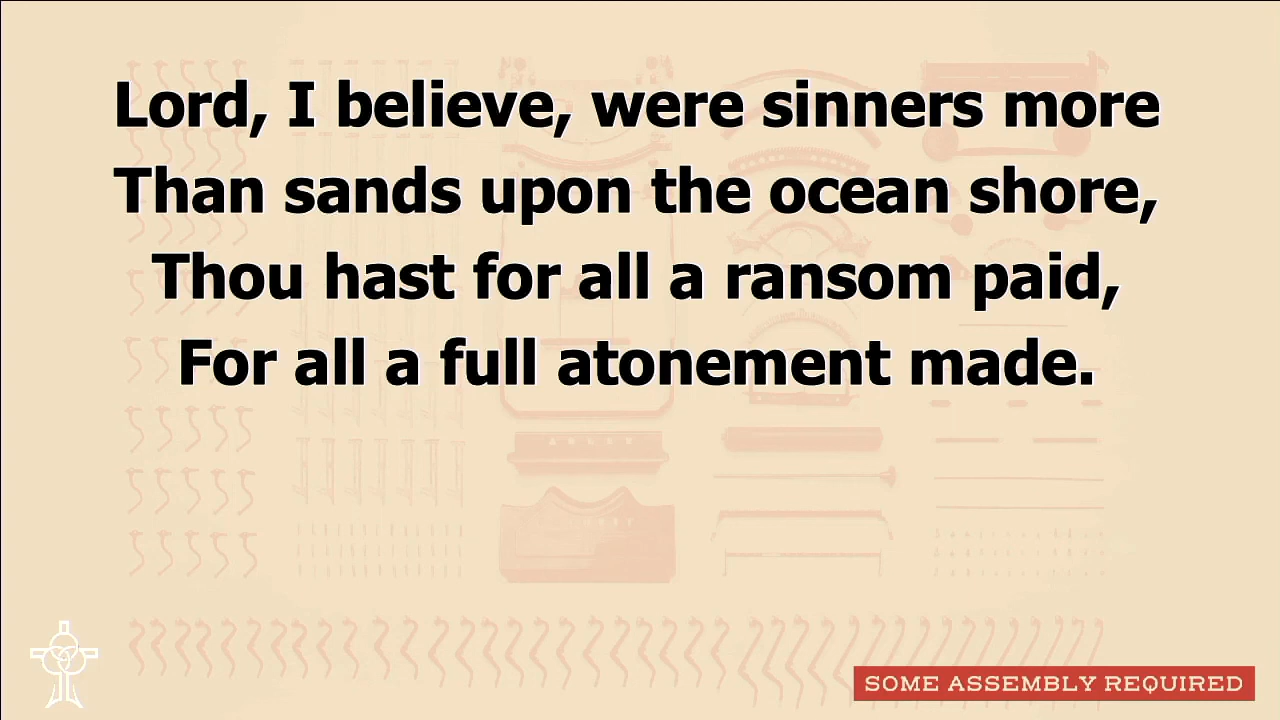 Lord, I believe, were sinners more
Than sands upon the ocean shore,
Thou hast for all a ransom paid,
For all a full atonement made.
SOME ASSEMBLY REQUIRED